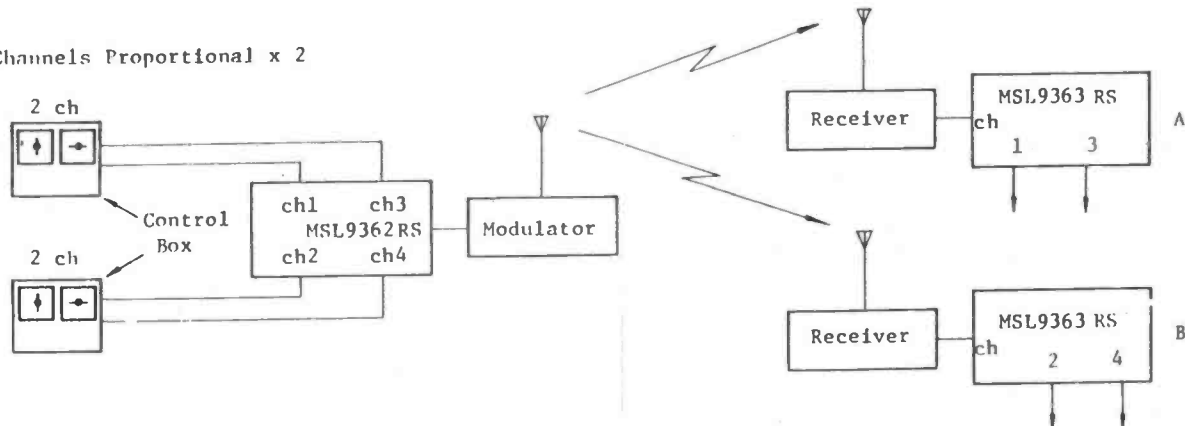 Channels Proportional x 2
2 ch
Control
Box
2 ch
ch1 ch3
MSL9362RS
ch2 ch4
Modulator
Receiver
MSL9363 RS
ch
1 3
A
Receiver
MSL9363 RS
ch
2 4
B